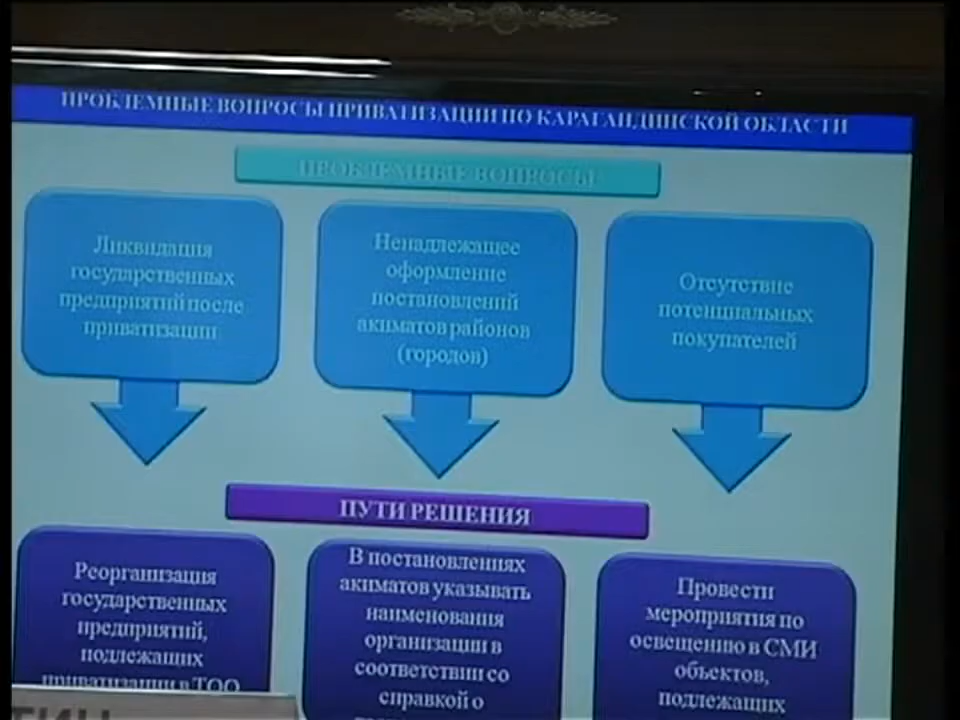 ПРОБЛЕМНЫЕ ВОПРОСЫ ПРИВАТИЗАЦИИ ПО КАРАГАНДИНСКОЙ ОБЛАСТИ
ПРОБЛЕМНЫЕ ВОПРОСЫ
Ликвидация
государственных
предприятий после
приватизации
Ненадлежащее
оформление
постановлений
акиматов районов
(городов)
Отсутствие
потенциальных
покупателей
ПУТИ РЕШЕНИЯ
Реорганизация
государственных
предприятий,
подлежащих
приватизации в ТОО
В постановлениях
акиматов указывать
наименования
организации в
соответствии со
справкой о
Провести
мероприятия по
освещению в СМИ
объектов,
подлежащих